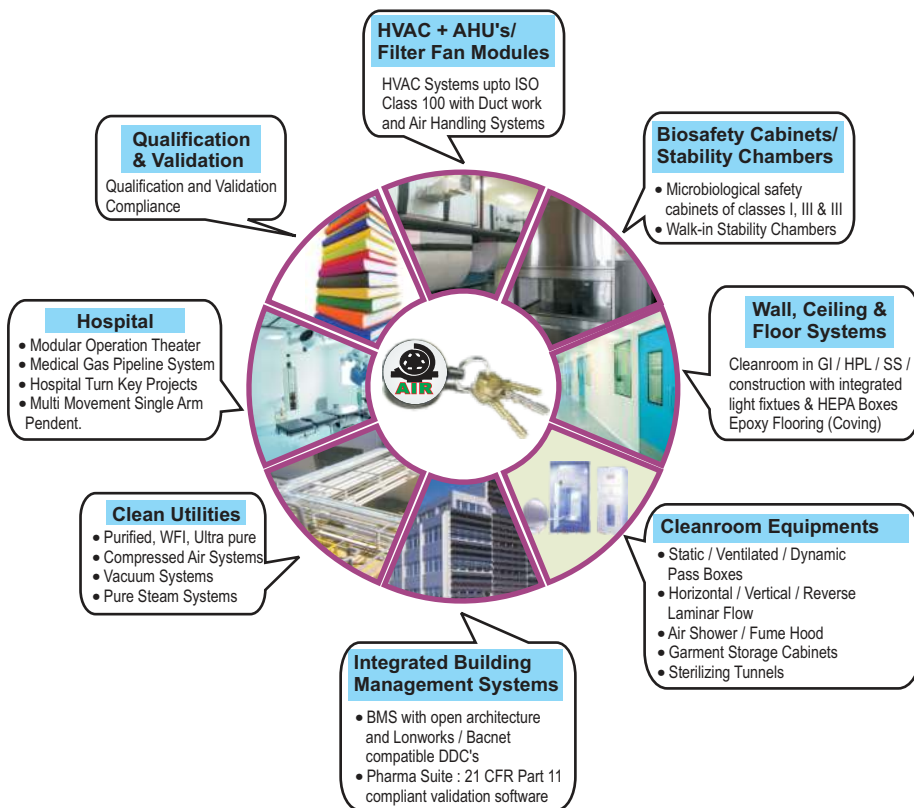 HVAC + AHU's/
Filter Fan Modules
HVAC Systems upto ISO
Class 100 with Duct work
and Air Handling Systems
Biosafety Cabinets/
Stability Chambers
• Microbiological safety
cabinets of classes I, III & III
• Walk-in Stability Chambers
Wall, Ceiling &
Floor Systems
Cleanroom in GI / HPL / SS /
construction with integrated
light fixtues & HEPA Boxes
Epoxy Flooring (Coving)
Cleanroom Equipments
• Static / Ventilated / Dynamic
Pass Boxes
• Horizontal / Vertical / Reverse
Laminar Flow
• Air Shower / Fume Hood
• Garment Storage Cabinets
• Sterilizing Tunnels
Integrated Building
Management Systems
• BMS with open architecture
and Lonworks / Bacnet
compatible DDC's
• Pharma Suite : 21 CFR Part 11
compliant validation software
Clean Utilities
• Purified, WFI, Ultra pure
• Compressed Air Systems
• Vacuum Systems
• Pure Steam Systems
Hospital
• Modular Operation Theater
• Medical Gas Pipeline System
• Hospital Turn Key Projects
• Multi Movement Single Arm
Pendent.
Qualification
& Validation
Qualification and Validation
Compliance
AIR